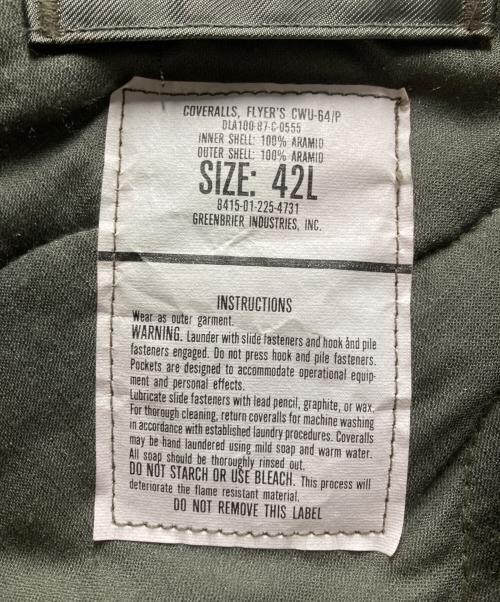 COVERALLS, FLYER'S CWU-64/P
DLA100-87-C-0555
INNER SHELL: 100% ARAMID
OUTER SHELL: 100% ARAMID
SIZE: 42L
8415-01-225-4731
GREENBRIER INDUSTRIES, INC.
INSTRUCTIONS
Wear as outer garment.
WARNING. Launder with slide fasteners and hook and pile
fasteners engaged. Do not press hook and pile fasteners.
Pockets are designed to accommodate operational equip-
ment and personal effects.
Lubricate slide fasteners with lead pencil, graphite, or wax.
For thorough cleaning, return coveralls for machine washing
in accordance with established laundry procedures. Coveralls
may be hand laundered using mild soap and warm water.
All soap should be thoroughly rinsed out.
DO NOT STARCH OR USE BLEACH. This process will
deteriorate the flame resistant material.
DO NOT REMOVE THIS LABEL